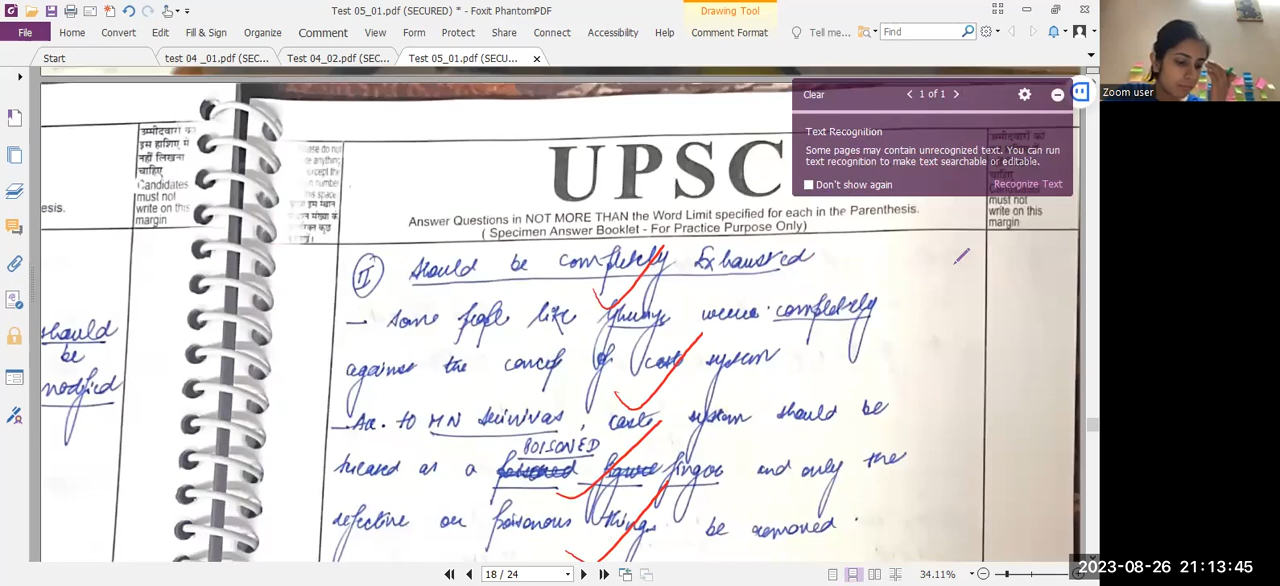 Test 05_01.pdf (SECURED) * - Foxit PhantomPDF
Drawing Tool
File Home Convert Edit Fill & Sign Organize Comment View Form Protect Share Connect Accessibility Help Comment Format Tell me... Find
Start test 04 _01.pdf (SEC... Test 04_02.pdf (SEC... Test 05_01.pdf (SECU...
Zoom user
Clear 1 of 1
Text Recognition
Some pages may contain unrecognized text. You can run
text recognition to make text searchable or editable.
Don't show again Recognize Text
उम्मीदवारों को
इस हाशिए में
नहीं लिखना
चाहिए
Candidates
must not
write on this
margin
esis.
should
be
modified
UPSC
Answer Questions in NOT MORE THAN the Word Limit specified for each in the Parenthesis.
( Specimen Answer Booklet - For Practice Purpose Only)
must not
write on this
margin
II should be completely Exhausted
- Some people like Ghurye were completely
against the concept of caste system
- Acc. to MN Srinivas, caste system should be
POISONED
treated as a finger and only the
defective or poisonous things be removed.
18 / 24
34.11%
2023-08-26 21:13:45